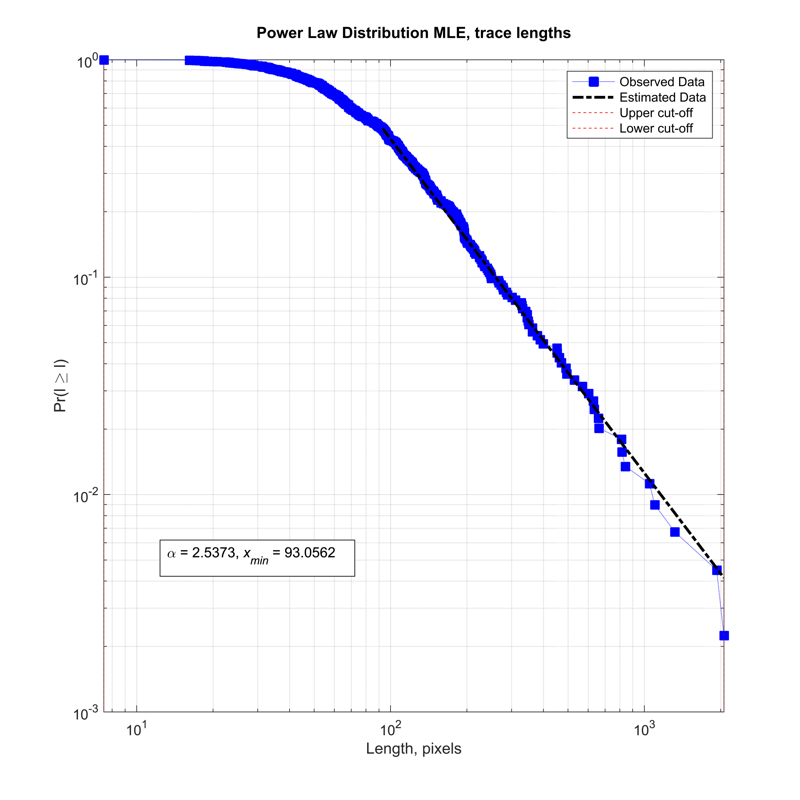 Power Law Distribution MLE, trace lengths
Observed Data
Estimated Data
Upper cut-off
Lower cut-off
10^0
10^-1
10^-2
10^-3
Pr(l ≥ l)
α = 2.5373, x_min = 93.0562
10^1 10^2 10^3
Length, pixels